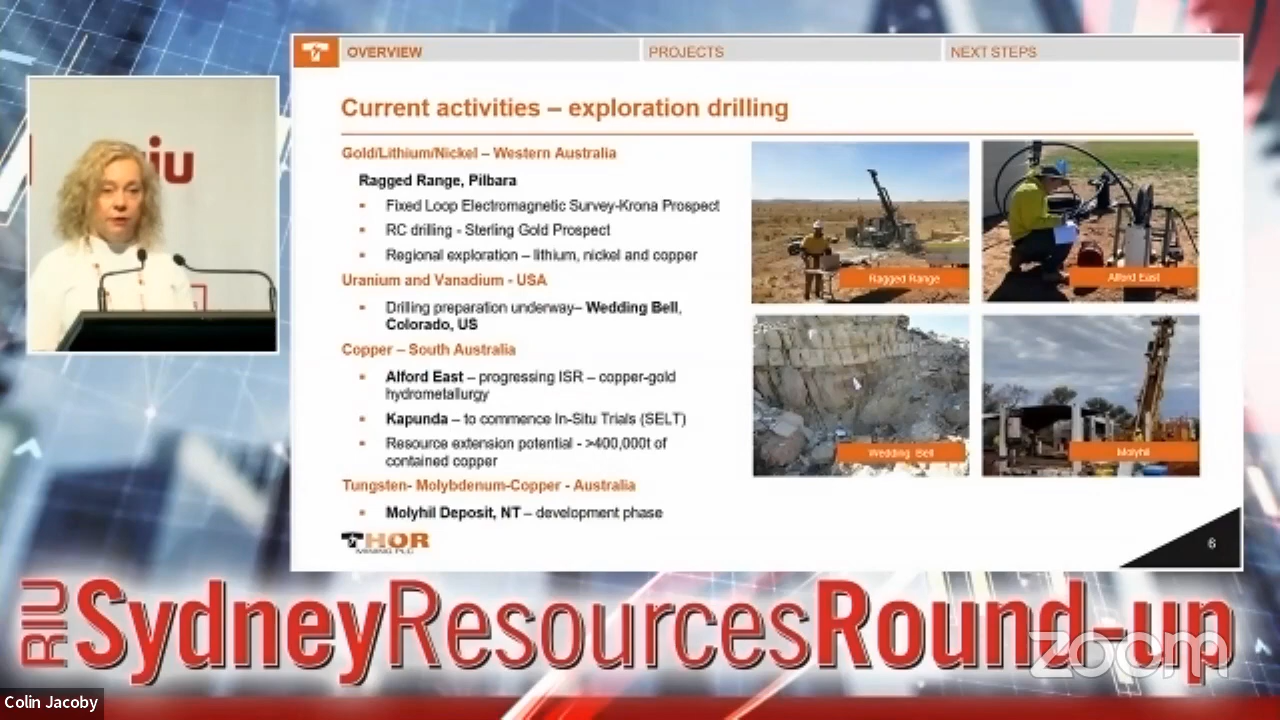 OVERVIEW
PROJECTS
NEXT STEPS
Current activities – exploration drilling
Gold/Lithium/Nickel – Western Australia
Ragged Range, Pilbara
▪ Fixed Loop Electromagnetic Survey-Krona Prospect
▪ RC drilling - Sterling Gold Prospect
▪ Regional exploration – lithium, nickel and copper
Uranium and Vanadium - USA
▪ Drilling preparation underway– Wedding Bell,
Colorado, US
Copper – South Australia
▪ Alford East – progressing ISR – copper-gold
hydrometallurgy
▪ Kapunda – to commence In-Situ Trials (SELT)
▪ Resource extension potential - >400,000t of
contained copper
Tungsten- Molybdenum-Copper - Australia
▪ Molyhil Deposit, NT – development phase
Ragged Range
Alford East
Wedding Bell
Molyhil
THOR
MINING PLC
6
riu
RIU SydneyResourcesRound-up
zoom
Colin Jacoby